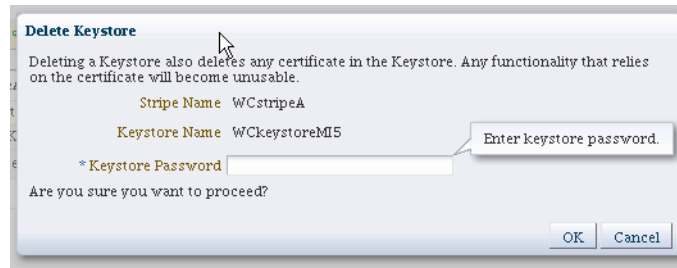 Delete Keystore
Deleting a Keystore also deletes any certificate in the Keystore. Any functionality that relies
on the certificate will become unusable.
Stripe Name WCstripeA
Keystore Name WCkeystoreMI5
Enter keystore password.
* Keystore Password
Are you sure you want to proceed?
OK Cancel